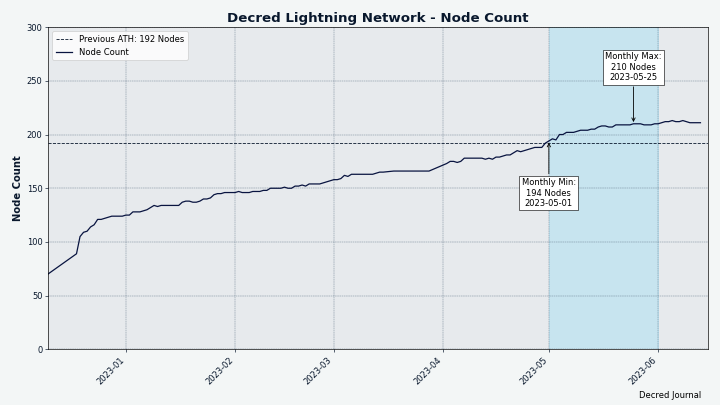 Decred Lightning Network - Node Count
Previous ATH: 192 Nodes
Node Count
Monthly Max:
210 Nodes
2023-05-25
Monthly Min:
194 Nodes
2023-05-01
Node Count
300
250
200
150
100
50
0
2023-01
2023-02
2023-03
2023-04
2023-05
2023-06
Decred Journal